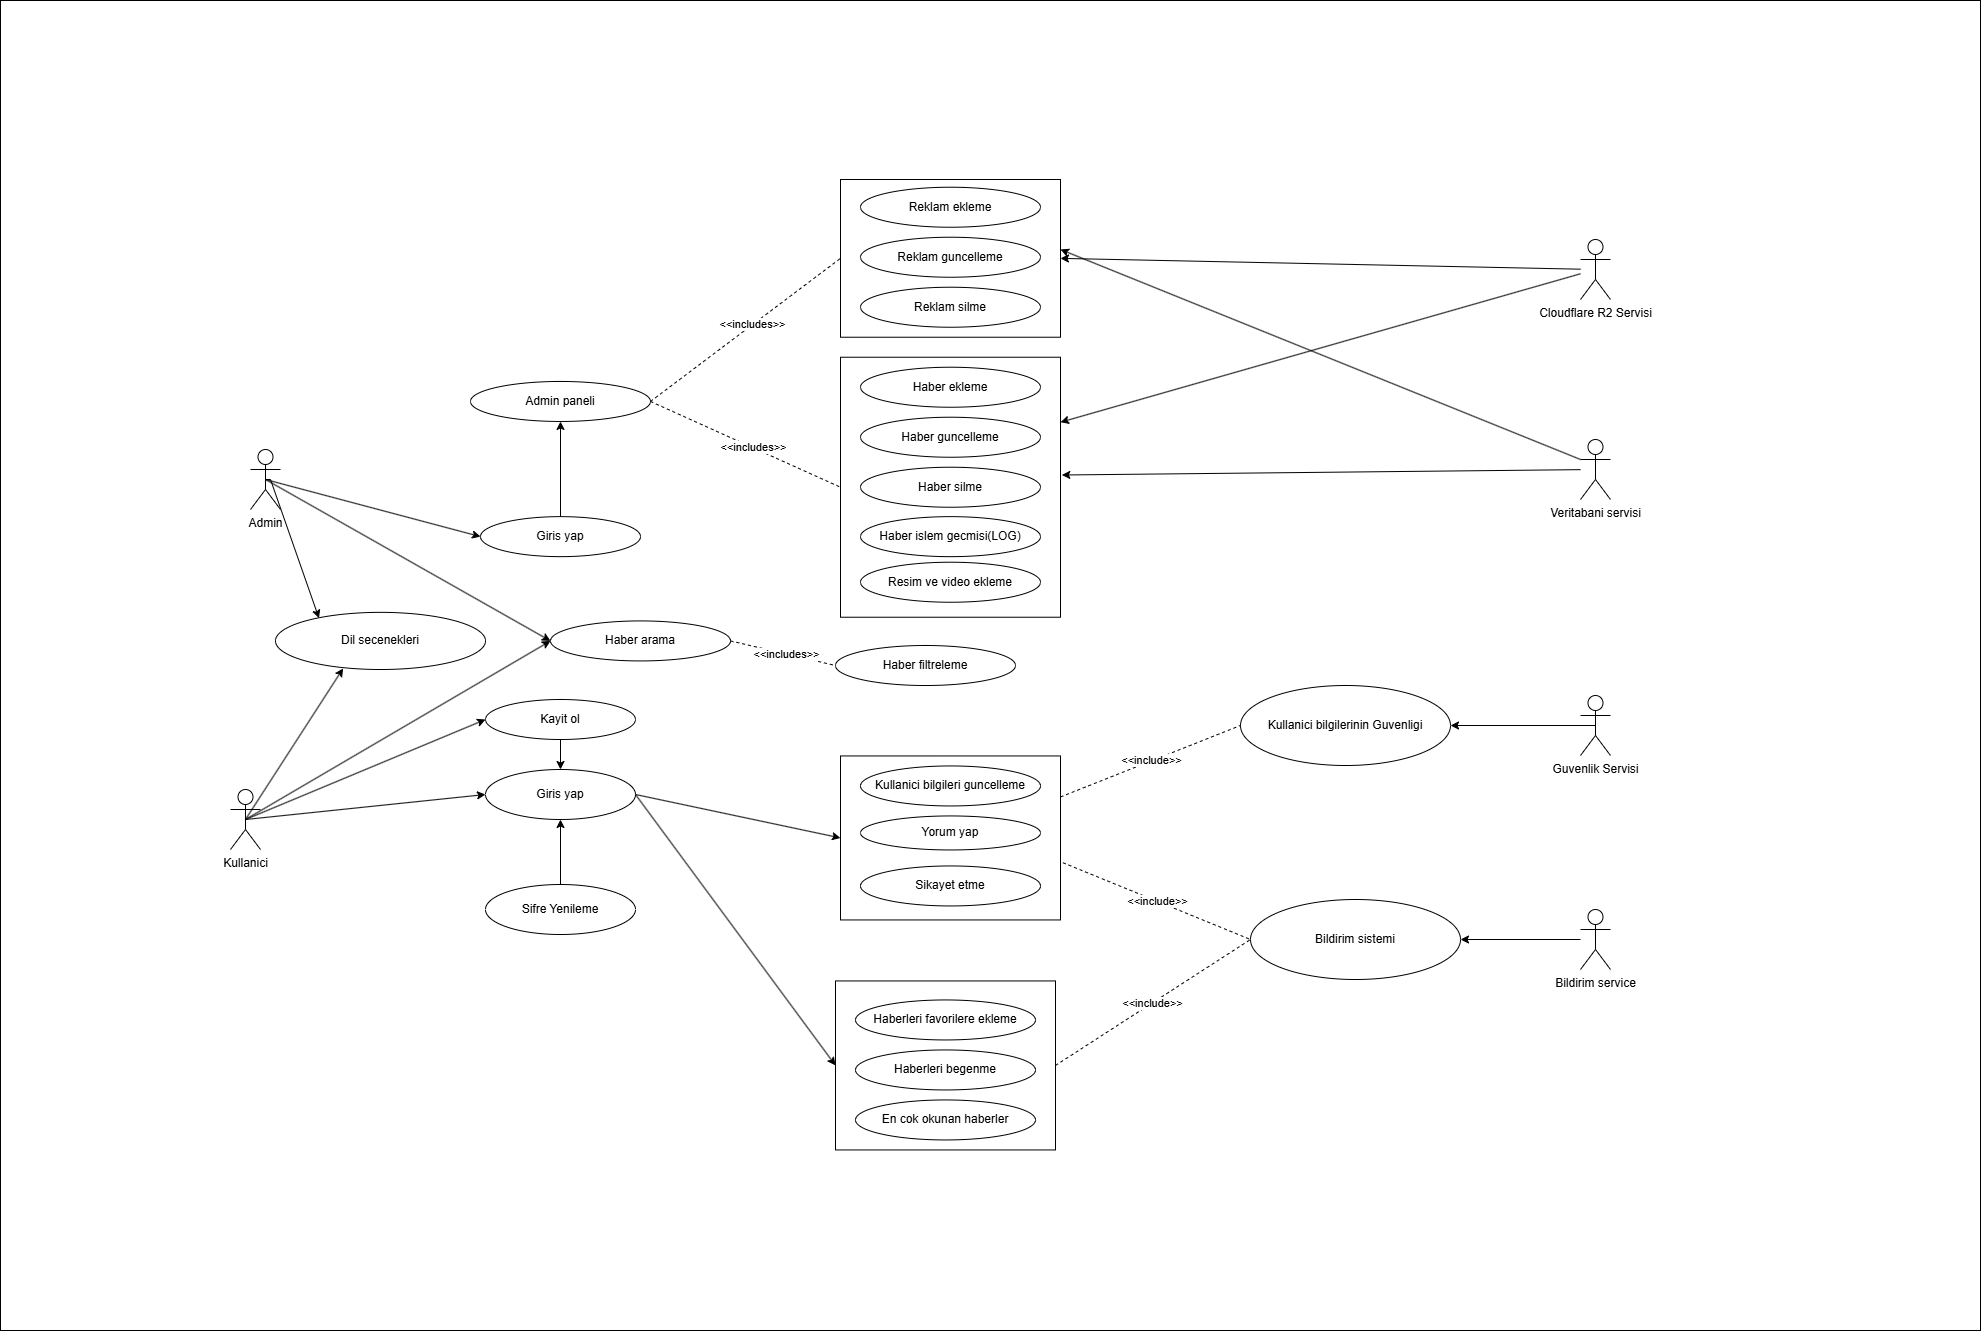 Reklam ekleme
Reklam guncelleme
Reklam silme
<<includes>>
Cloudflare R2 Servisi
Admin paneli
Haber ekleme
Haber guncelleme
<<includes>>
Haber silme
Haber islem gecmisi(LOG)
Resim ve video ekleme
Veritabani servisi
Admin
Giris yap
Dil secenekleri
Haber arama
<<includes>>
Haber filtreleme
Kayit ol
Giris yap
Kullanici
Sifre Yenileme
Kullanici bilgileri guncelleme
Yorum yap
Sikayet etme
<<include>>
Kullanici bilgilerinin Guvenligi
Guvenlik Servisi
<<include>>
Bildirim sistemi
Bildirim service
<<include>>
Haberleri favorilere ekleme
Haberleri begenme
En cok okunan haberler